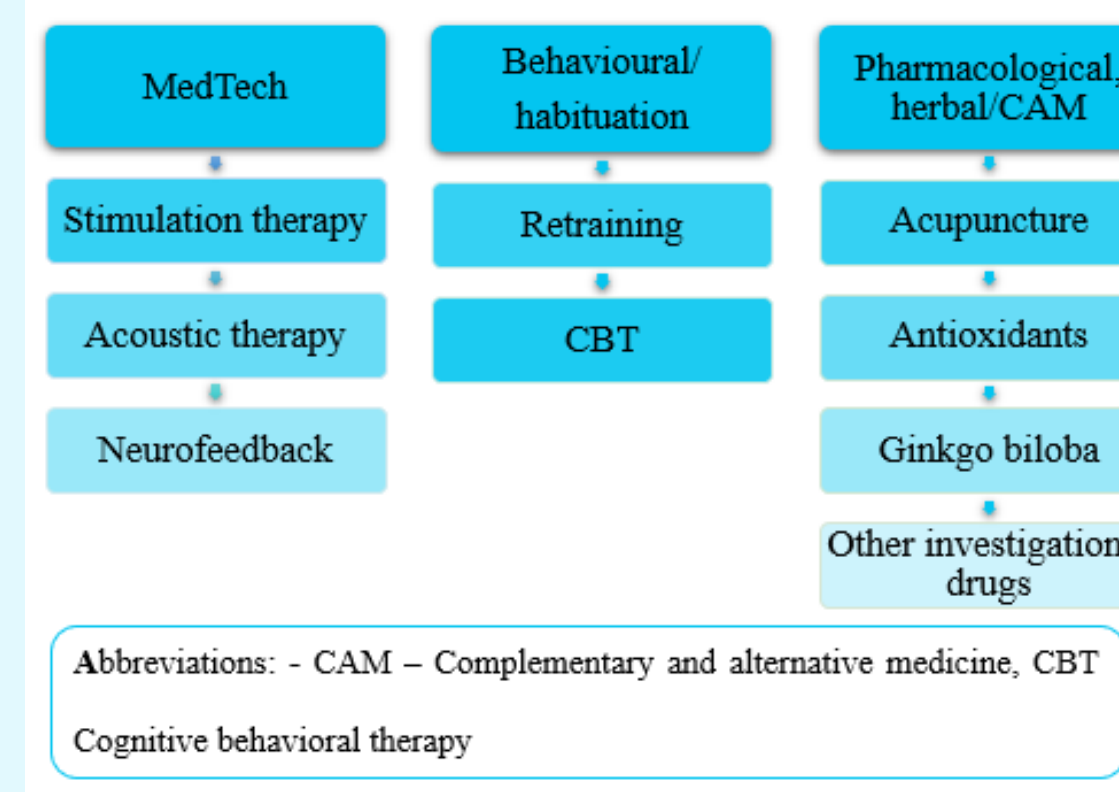 MedTech
Stimulation therapy
Acoustic therapy
Neurofeedback
Behavioural/
habituation
Retraining
CBT
Pharmacological,
herbal/CAM
Acupuncture
Antioxidants
Ginkgo biloba
Other investigation
drugs
Abbreviations: - CAM – Complementary and alternative medicine, CBT
Cognitive behavioral therapy